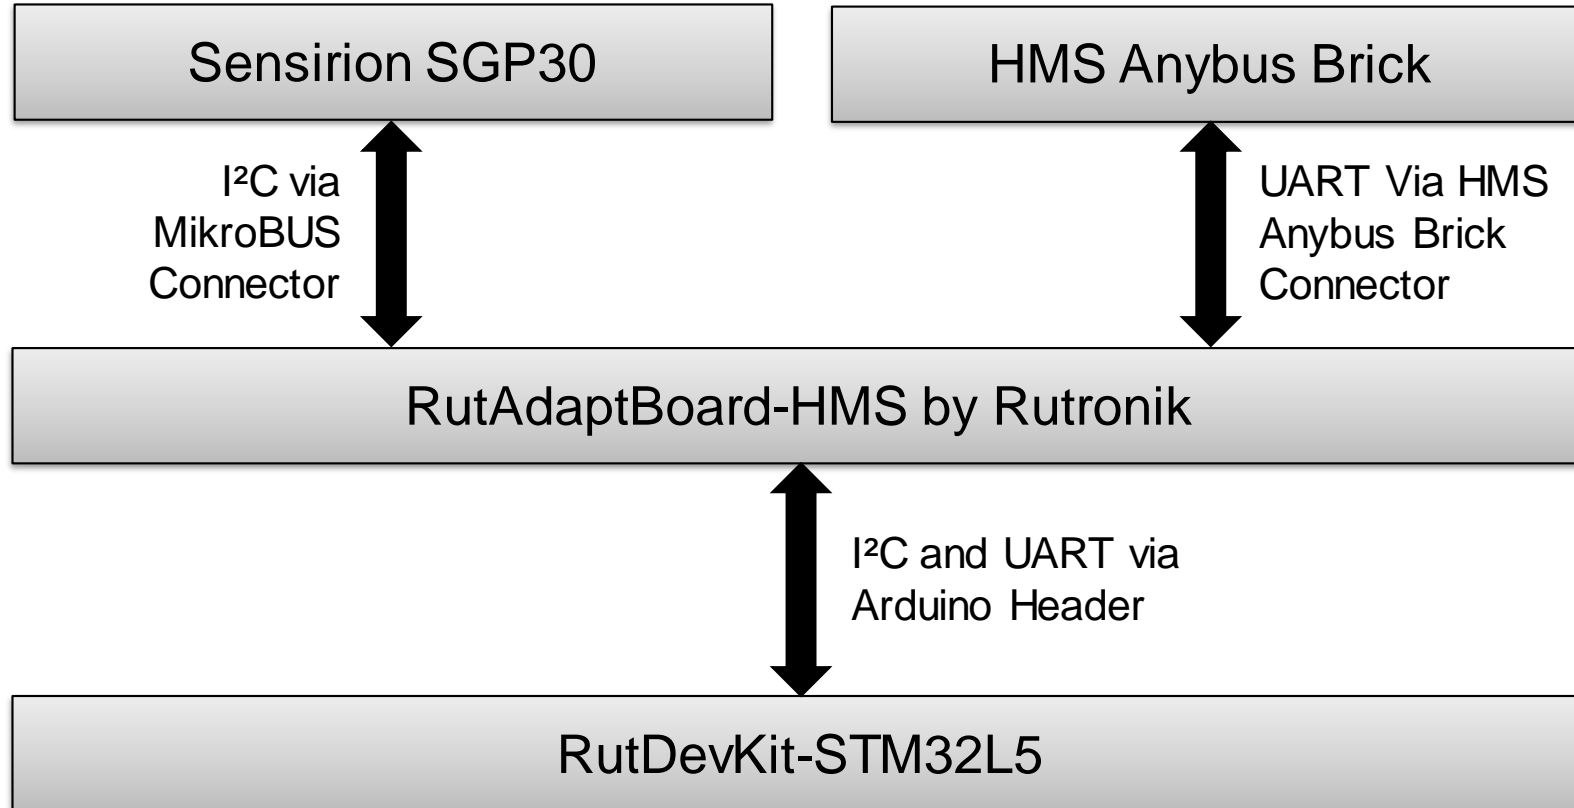 Sensirion SGP30
HMS Anybus Brick
I²C via
MikroBUS
Connector
UART Via HMS
Anybus Brick
Connector
RutAdaptBoard-HMS by Rutronik
I²C and UART via
Arduino Header
RutDevKit-STM32L5